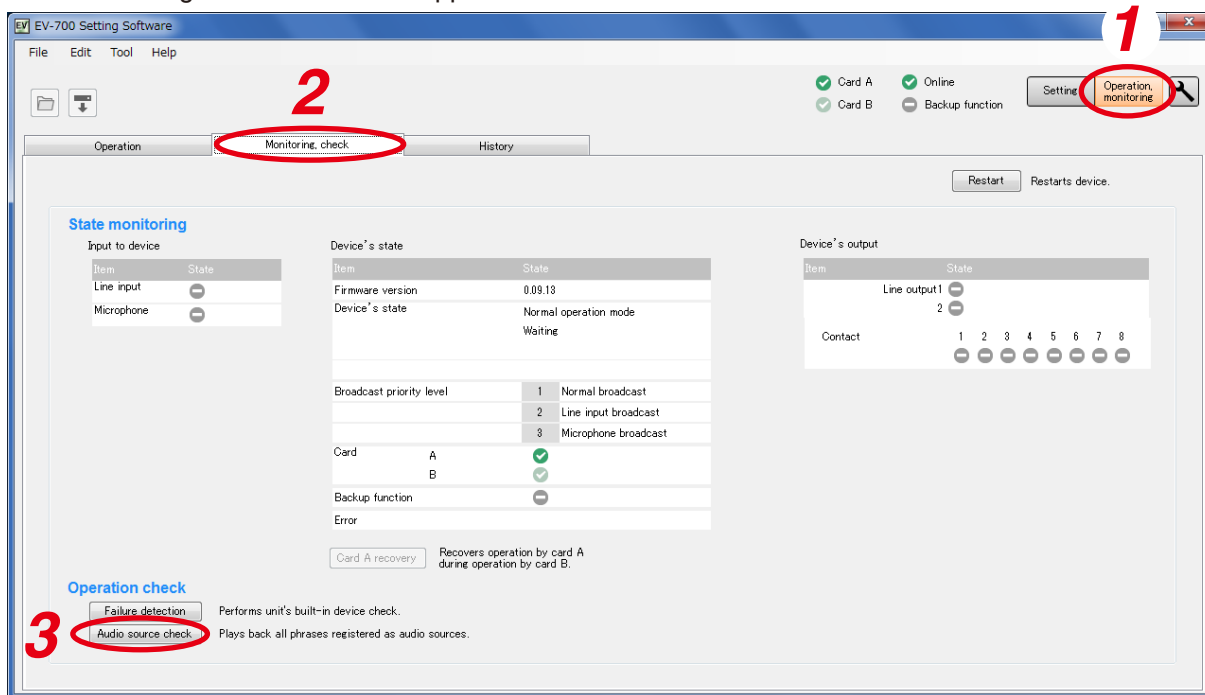 EV EV-700 Setting Software
File Edit Tool Help
1
2
Card A Online
Card B Backup function
Setting
Operation, monitoring
Operation Monitoring, check History
Restart Restarts device.
State monitoring
Input to device
Item State
Line input
Microphone
Device's state
Item State
Firmware version 0.09.13
Device's state Normal operation mode
Waiting
Broadcast priority level 1 Normal broadcast
2 Line input broadcast
3 Microphone broadcast
Card A
B
Backup function
Error
Card A recovery
Recovers operation by card A
during operation by card B.
Device's output
Item State
Line output1
2
Contact 1 2 3 4 5 6 7 8
Operation check
Failure detection Performs unit's built-in device check.
3
Audio source check Plays back all phrases registered as audio sources.